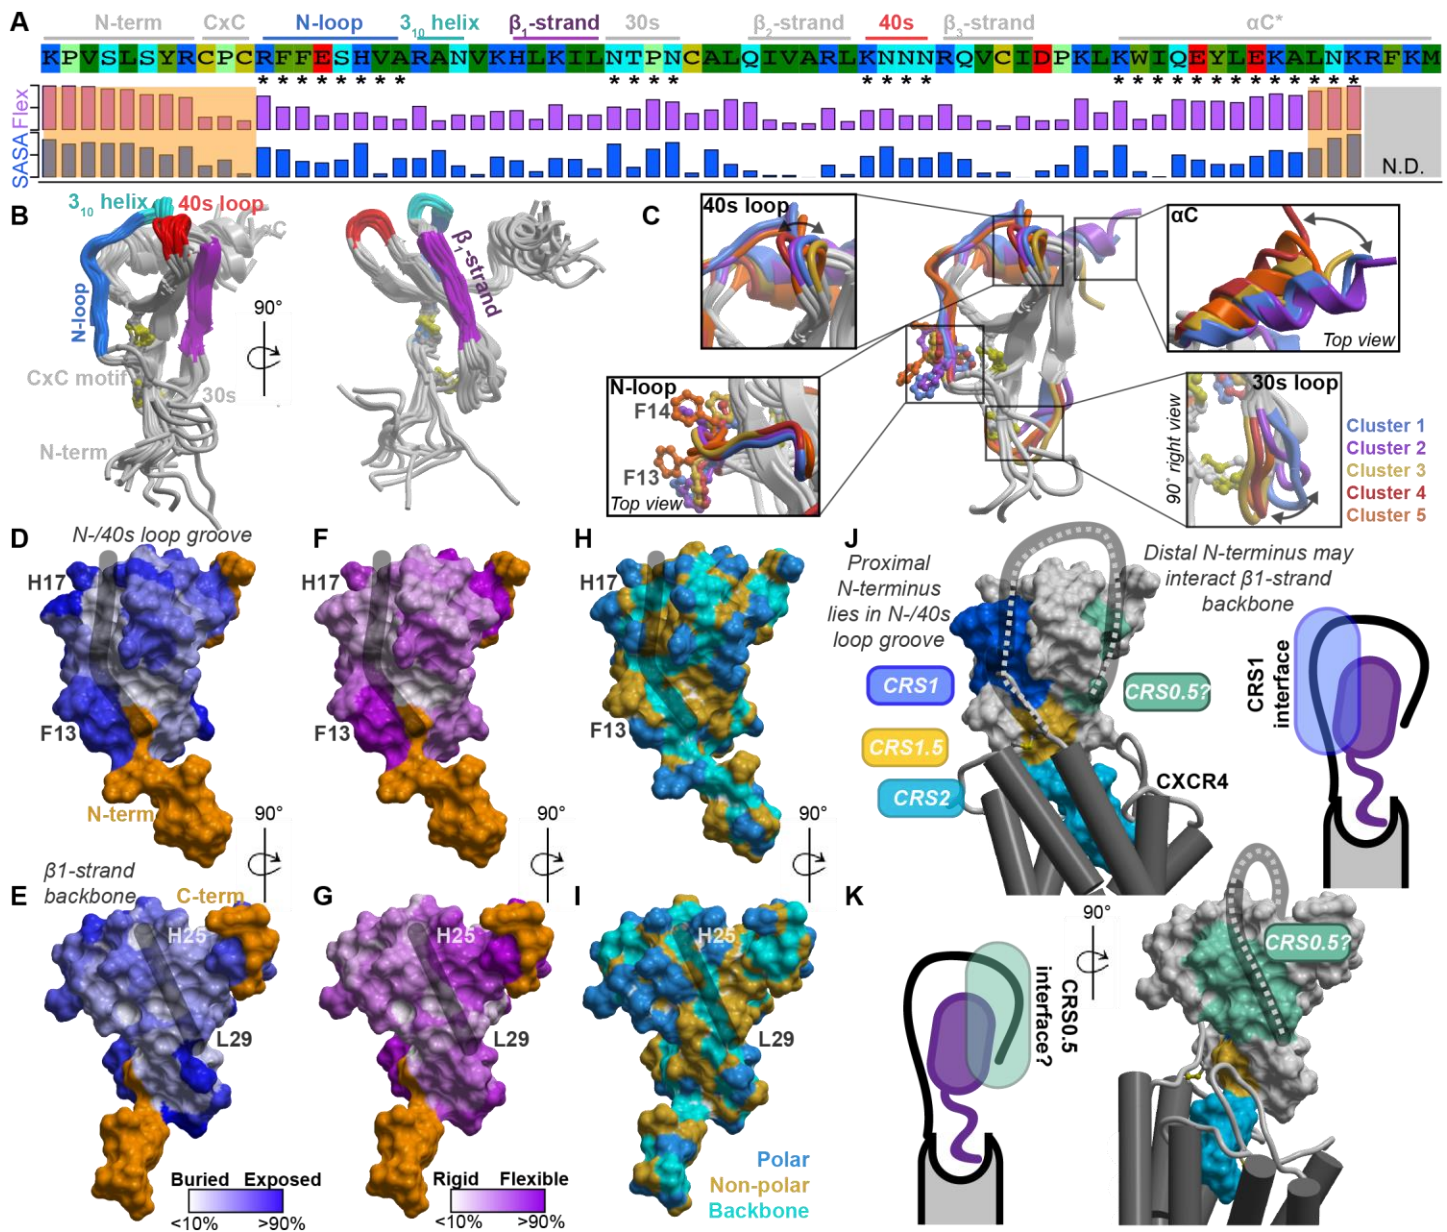 A
N-term CxC N-loop 3₁₀ helix β₁-strand 30s β₂-strand 40s β₃-strand αC*
KPVSLSYRCPCRFFESHVARANVKHLKILNTPNCALQIVARLKNNNRQVCIDPKLKWIQEYLEKALNKRFKM
******** **** **** *************
Flex
SASA
N.D.
B
3₁₀ helix
40s loop
αC
N-loop
CxC motif
30s
N-term
90°
β₁-strand
C
40s loop
αC
Top view
N-loop
F14
F13
Top view
30s loop
90° right view
Cluster 1
Cluster 2
Cluster 3
Cluster 4
Cluster 5
D
N-/40s loop groove
H17
F13
N-term
90°
E
β1-strand
backbone
C-term
H25
L29
Buried Exposed
<10% >90%
F
H17
F13
90°
G
H25
L29
Rigid Flexible
<10% >90%
H
H17
F13
90°
I
H25
L29
Polar
Non-polar
Backbone
J
Proximal
N-terminus
lies in N-/40s
loop groove
Distal N-terminus may
interact β1-strand
backbone
CRS1
CRS1.5
CRS2
CRS0.5?
CXCR4
CRS1
interface
K
90°
CRS0.5
interface?
CRS0.5?